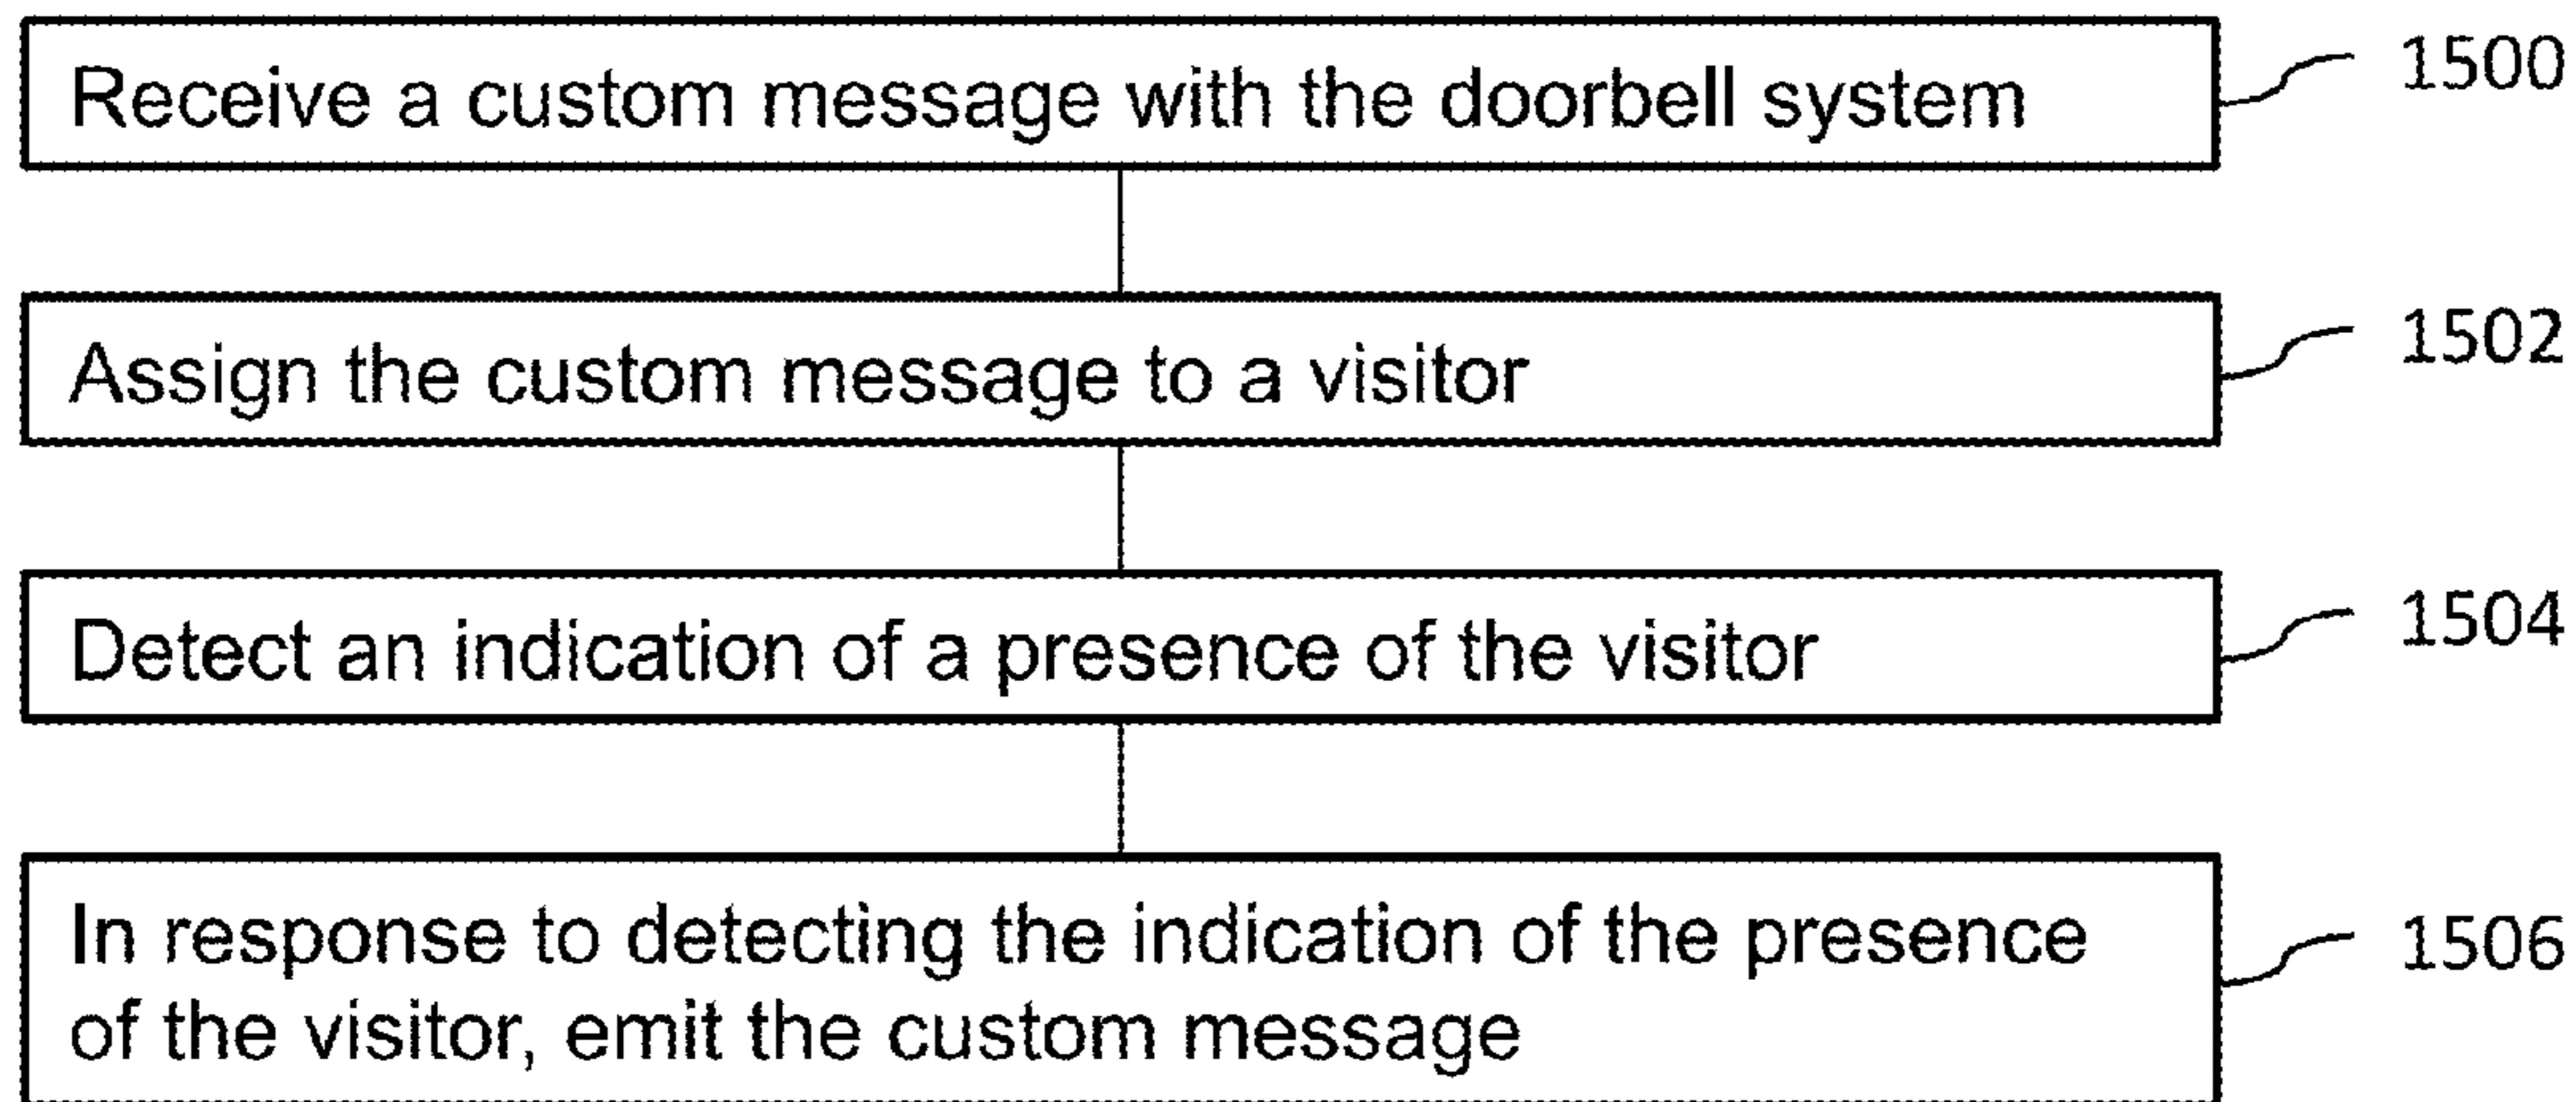 Receive a custom message with the doorbell system
1500
Assign the custom message to a visitor
1502
Detect an indication of a presence of the visitor
1504
In response to detecting the indication of the presence
of the visitor, emit the custom message
1506